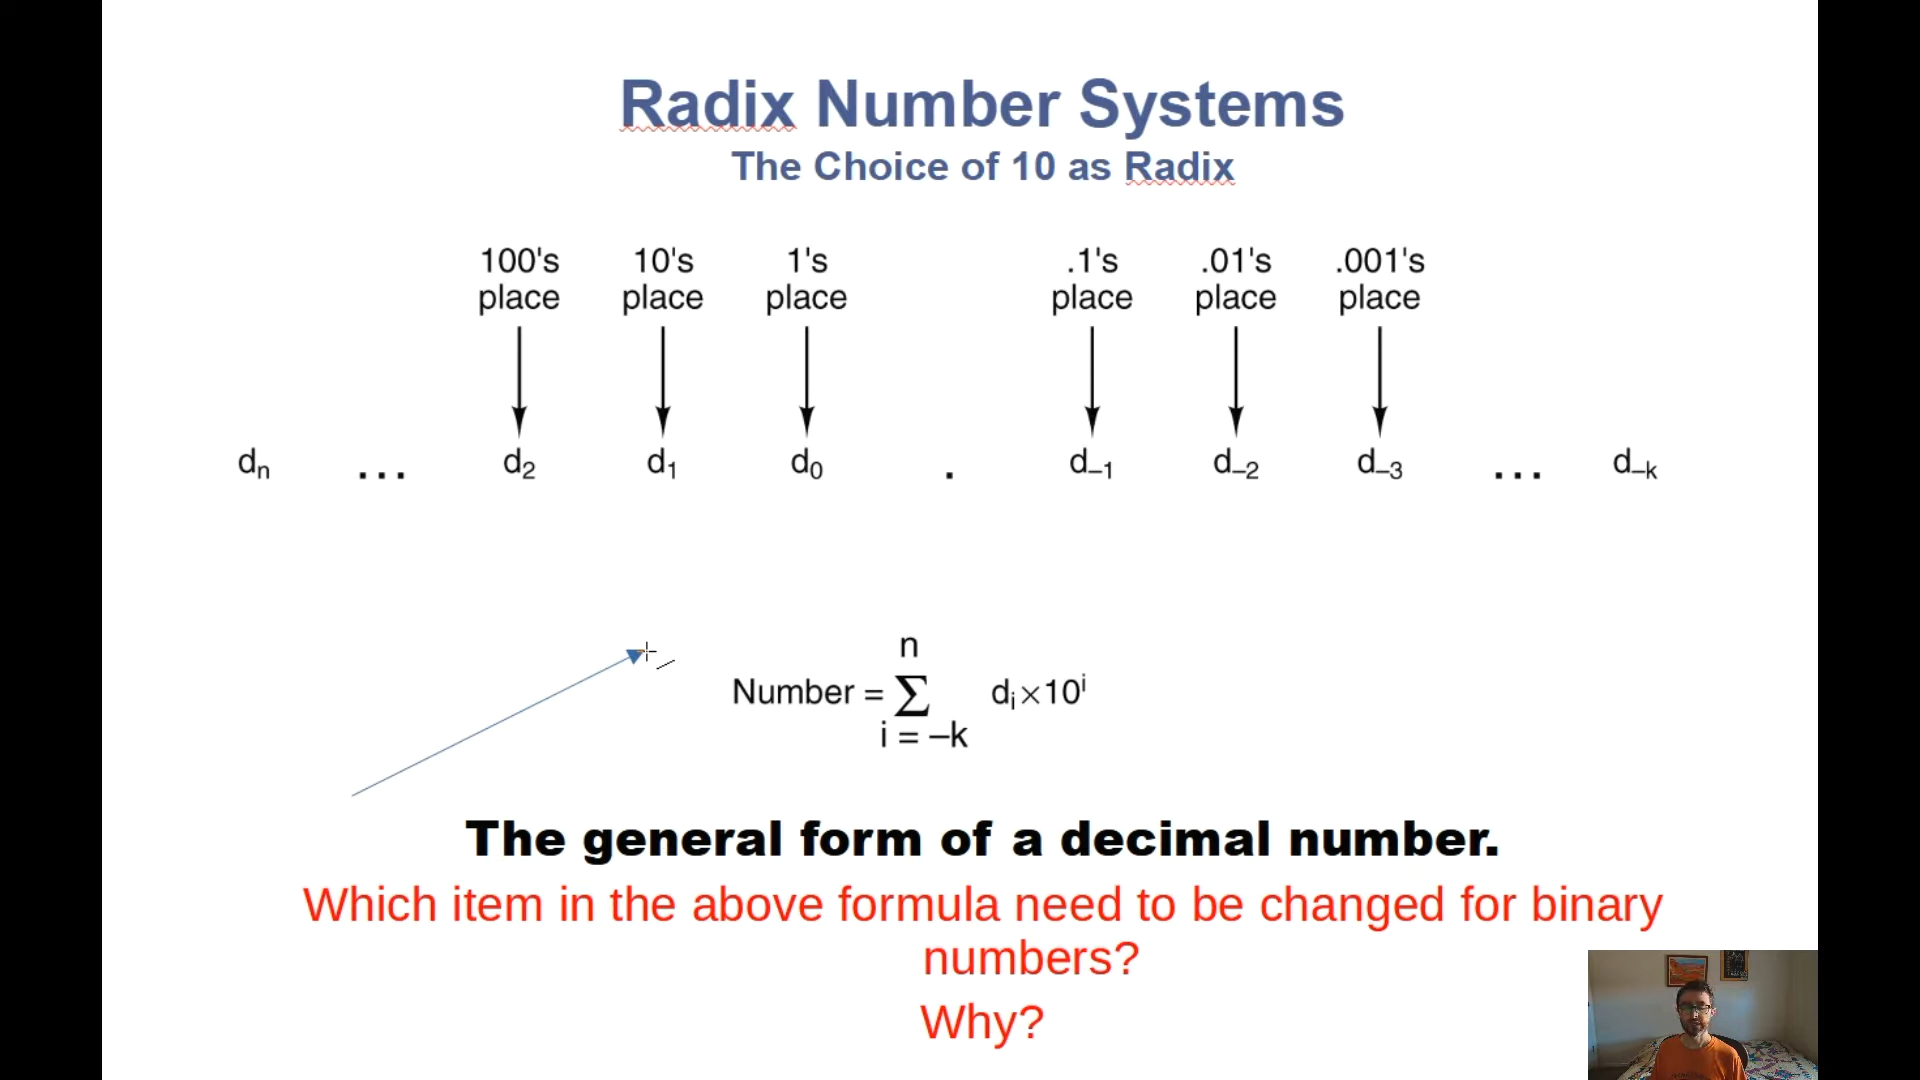 Radix Number Systems
The Choice of 10 as Radix
100's 10's 1's .1's .01's .001's
place place place place place place
dₙ ... d₂ d₁ d₀ . d₋₁ d₋₂ d₋₃ ... d₋ₖ
n
Number = Σ dᵢ×10ⁱ
i = –k
The general form of a decimal number.
Which item in the above formula need to be changed for binary
numbers?
Why?